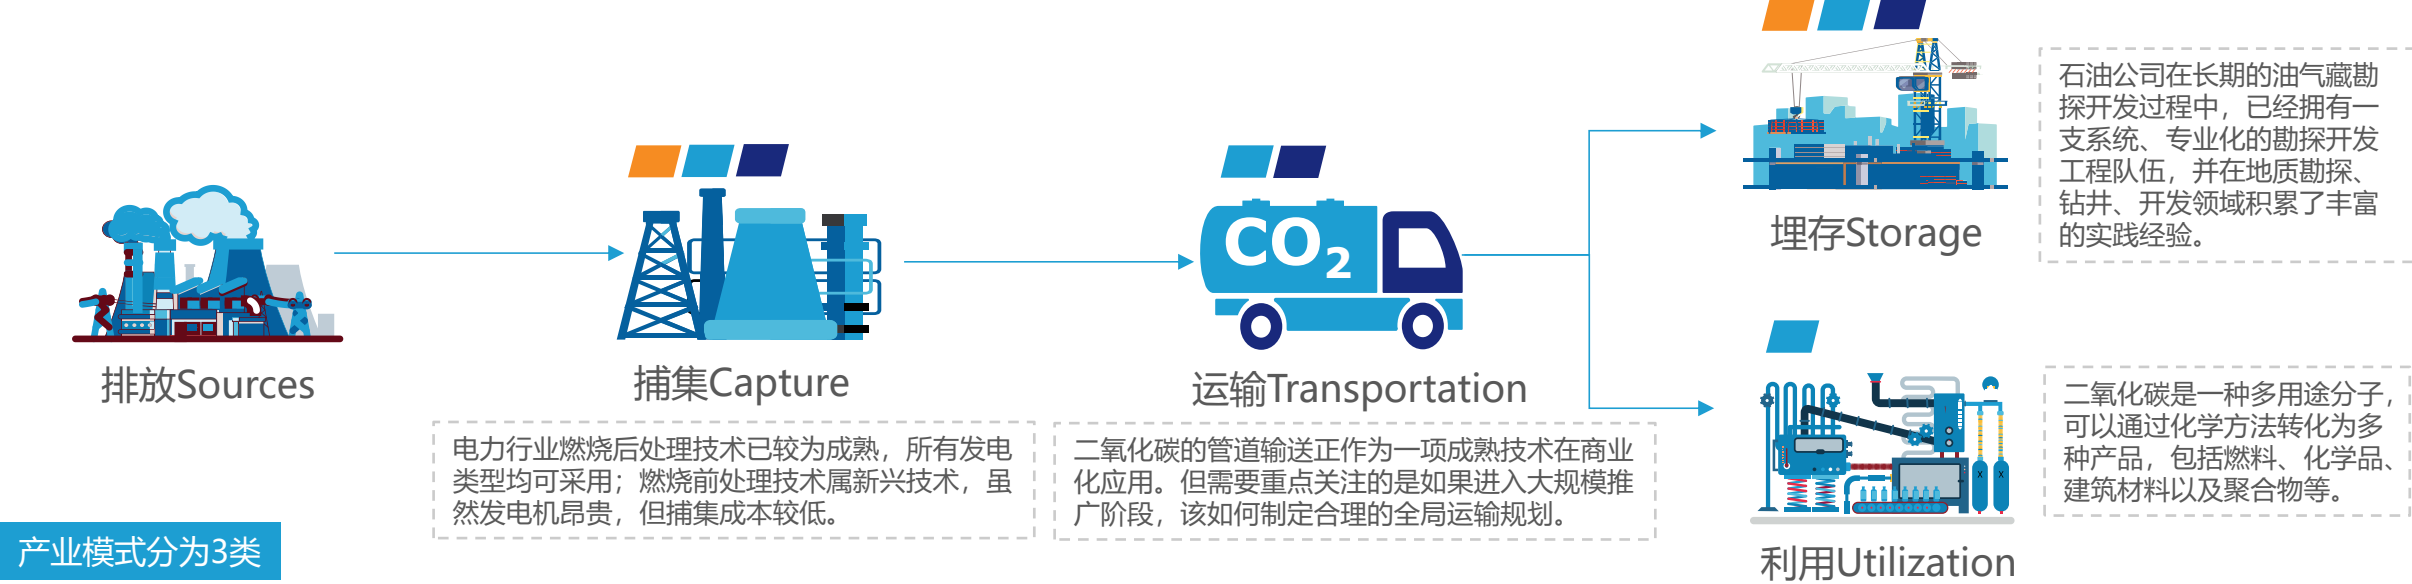 排放Sources
捕集Capture
电力行业燃烧后处理技术已较为成熟，所有发电
类型均可采用；燃烧前处理技术属新兴技术，虽
然发电机昂贵，但捕集成本较低。
CO₂
运输Transportation
二氧化碳的管道输送正作为一项成熟技术在商业
化应用。但需要重点关注的是如果进入大规模推
广阶段，该如何制定合理的全局运输规划。
埋存Storage
石油公司在长期的油气藏勘
探开发过程中，已经拥有一
支系统、专业化的勘探开发
工程队伍，并在地质勘探、
钻井、开发领域积累了丰富
的实践经验。
利用Utilization
二氧化碳是一种多用途分子，
可以通过化学方法转化为多
种产品，包括燃料、化学品、
建筑材料以及聚合物等。
产业模式分为3类